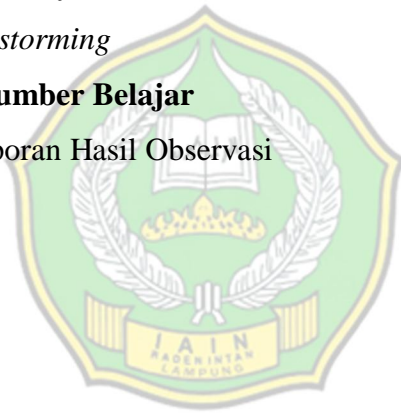 storming
umber Belajar
poran Hasil Observasi
I A I N
RADEN INTAN
LAMPUNG